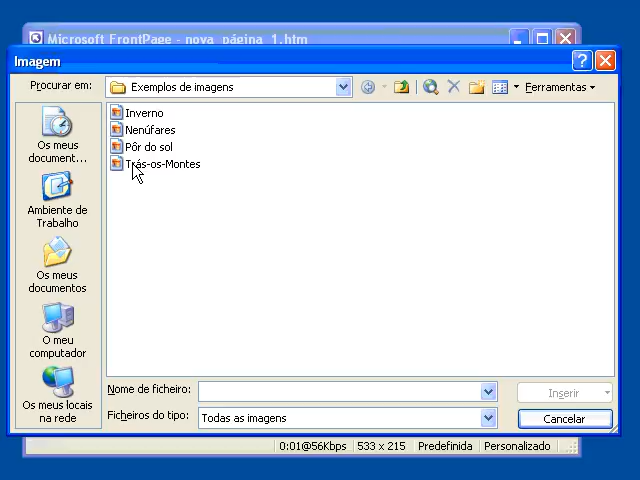 Microsoft FrontPage - nova_página_1.htm
Imagem
Procurar em:
Exemplos de imagens
Ferramentas
Inverno
Nenúfares
Pôr do sol
Trás-os-Montes
Os meus
document...
Ambiente de
Trabalho
Os meus
documentos
O meu
computador
Os meus locais
na rede
Nome de ficheiro:
Inserir
Ficheiros do tipo:
Todas as imagens
Cancelar
0:01@56Kbps
533 x 215
Predefinida
Personalizado